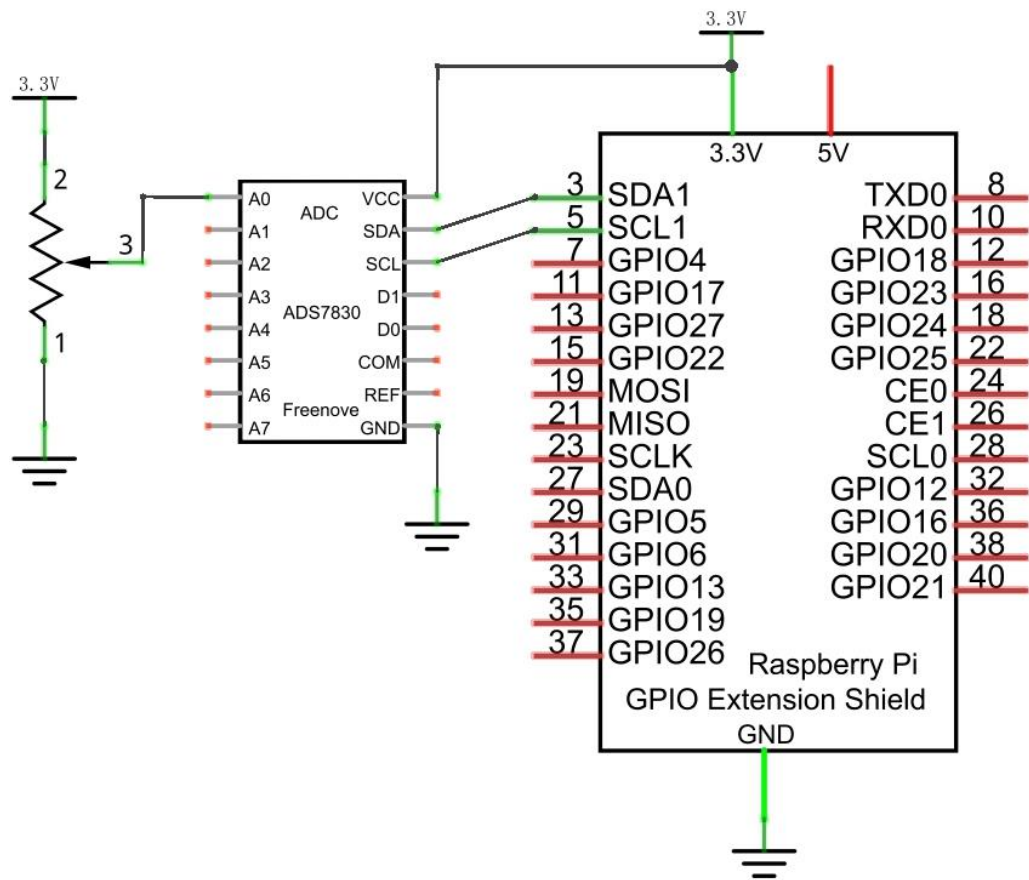 3.3V
3.3V
2
3
1
A0
A1
A2
A3
A4
A5
A6
A7
ADC
ADS7830
Freenove
VCC
SDA
SCL
D1
D0
COM
REF
GND
3.3V
5V
3 SDA1
5 SCL1
7 GPIO4
11 GPIO17
13 GPIO27
15 GPIO22
19 MOSI
21 MISO
23 SCLK
27 SDA0
29 GPIO5
31 GPIO6
33 GPIO13
35 GPIO19
37 GPIO26
TXD0 8
RXD0 10
GPIO18 12
GPIO23 16
GPIO24 18
GPIO25 22
CE0 24
CE1 26
SCL0 28
GPIO12 32
GPIO16 36
GPIO20 38
GPIO21 40
Raspberry Pi
GPIO Extension Shield
GND